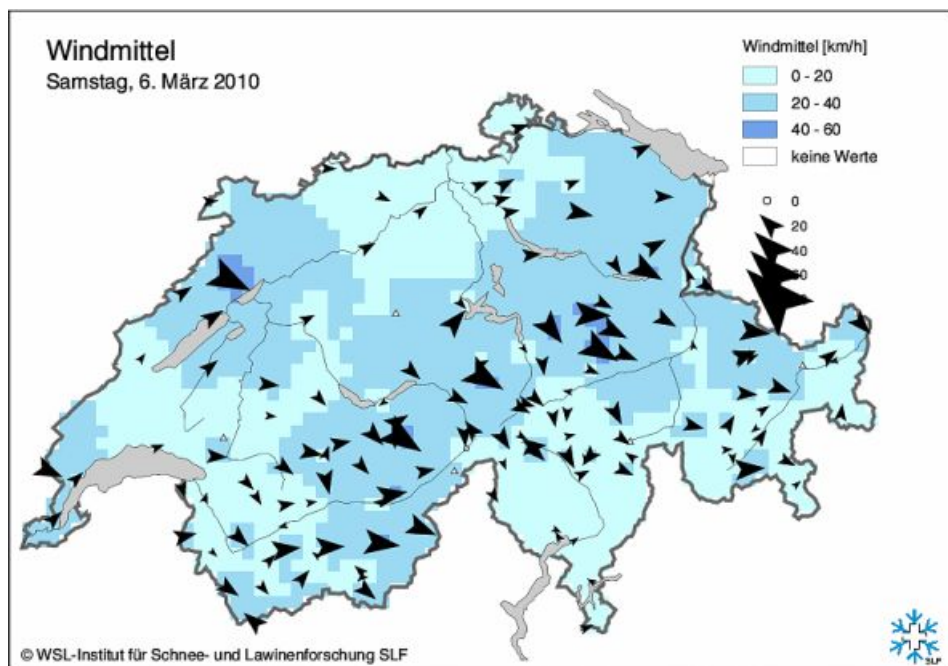 Windmittel
Samstag, 6. März 2010
Windmittel [km/h]
0 - 20
20 - 40
40 - 60
keine Werte
0
20
40
© WSL-Institut für Schnee- und Lawinenforschung SLF
SLF